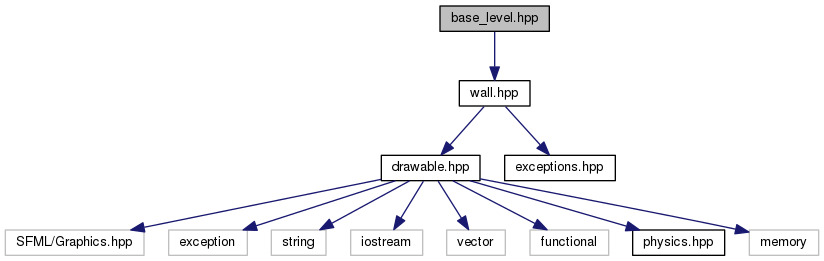 base_level.hpp
wall.hpp
drawable.hpp
exceptions.hpp
SFML/Graphics.hpp
exception
string
iostream
vector
functional
physics.hpp
memory